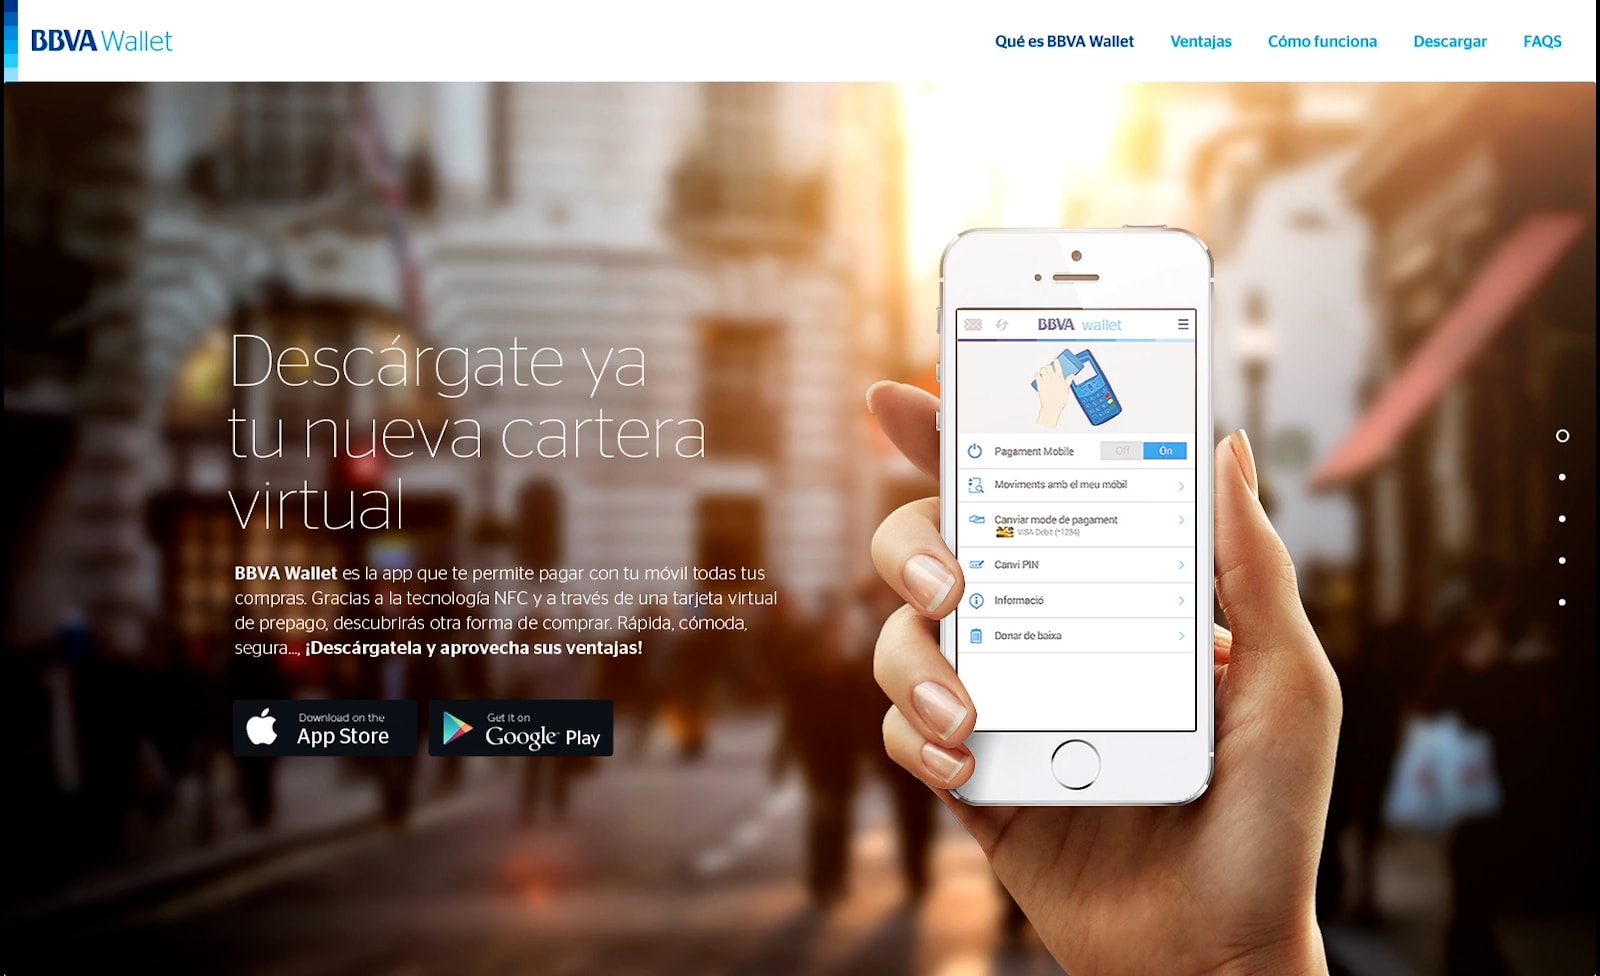 BBVA Wallet
Qué es BBVA Wallet
Ventajas
Cómo funciona
Descargar
FAQS
Descárgate ya
tu nueva cartera
virtual
BBVA Wallet es la app que te permite pagar con tu móvil todas tus
compras. Gracias a la tecnología NFC y a través de una tarjeta virtual
de prepago, descubrirás otra forma de comprar. Rápida, cómoda,
segura..., ¡Descárgatela y aprovecha sus ventajas!
Download on the
App Store
Get it on
Google Play
BBVA wallet
Pagament Mobile
Off
On
Moviments amb el meu mòbil
Canviar mode de pagament
VISA Debit (*1234)
Canvi PIN
Informació
Donar de baixa